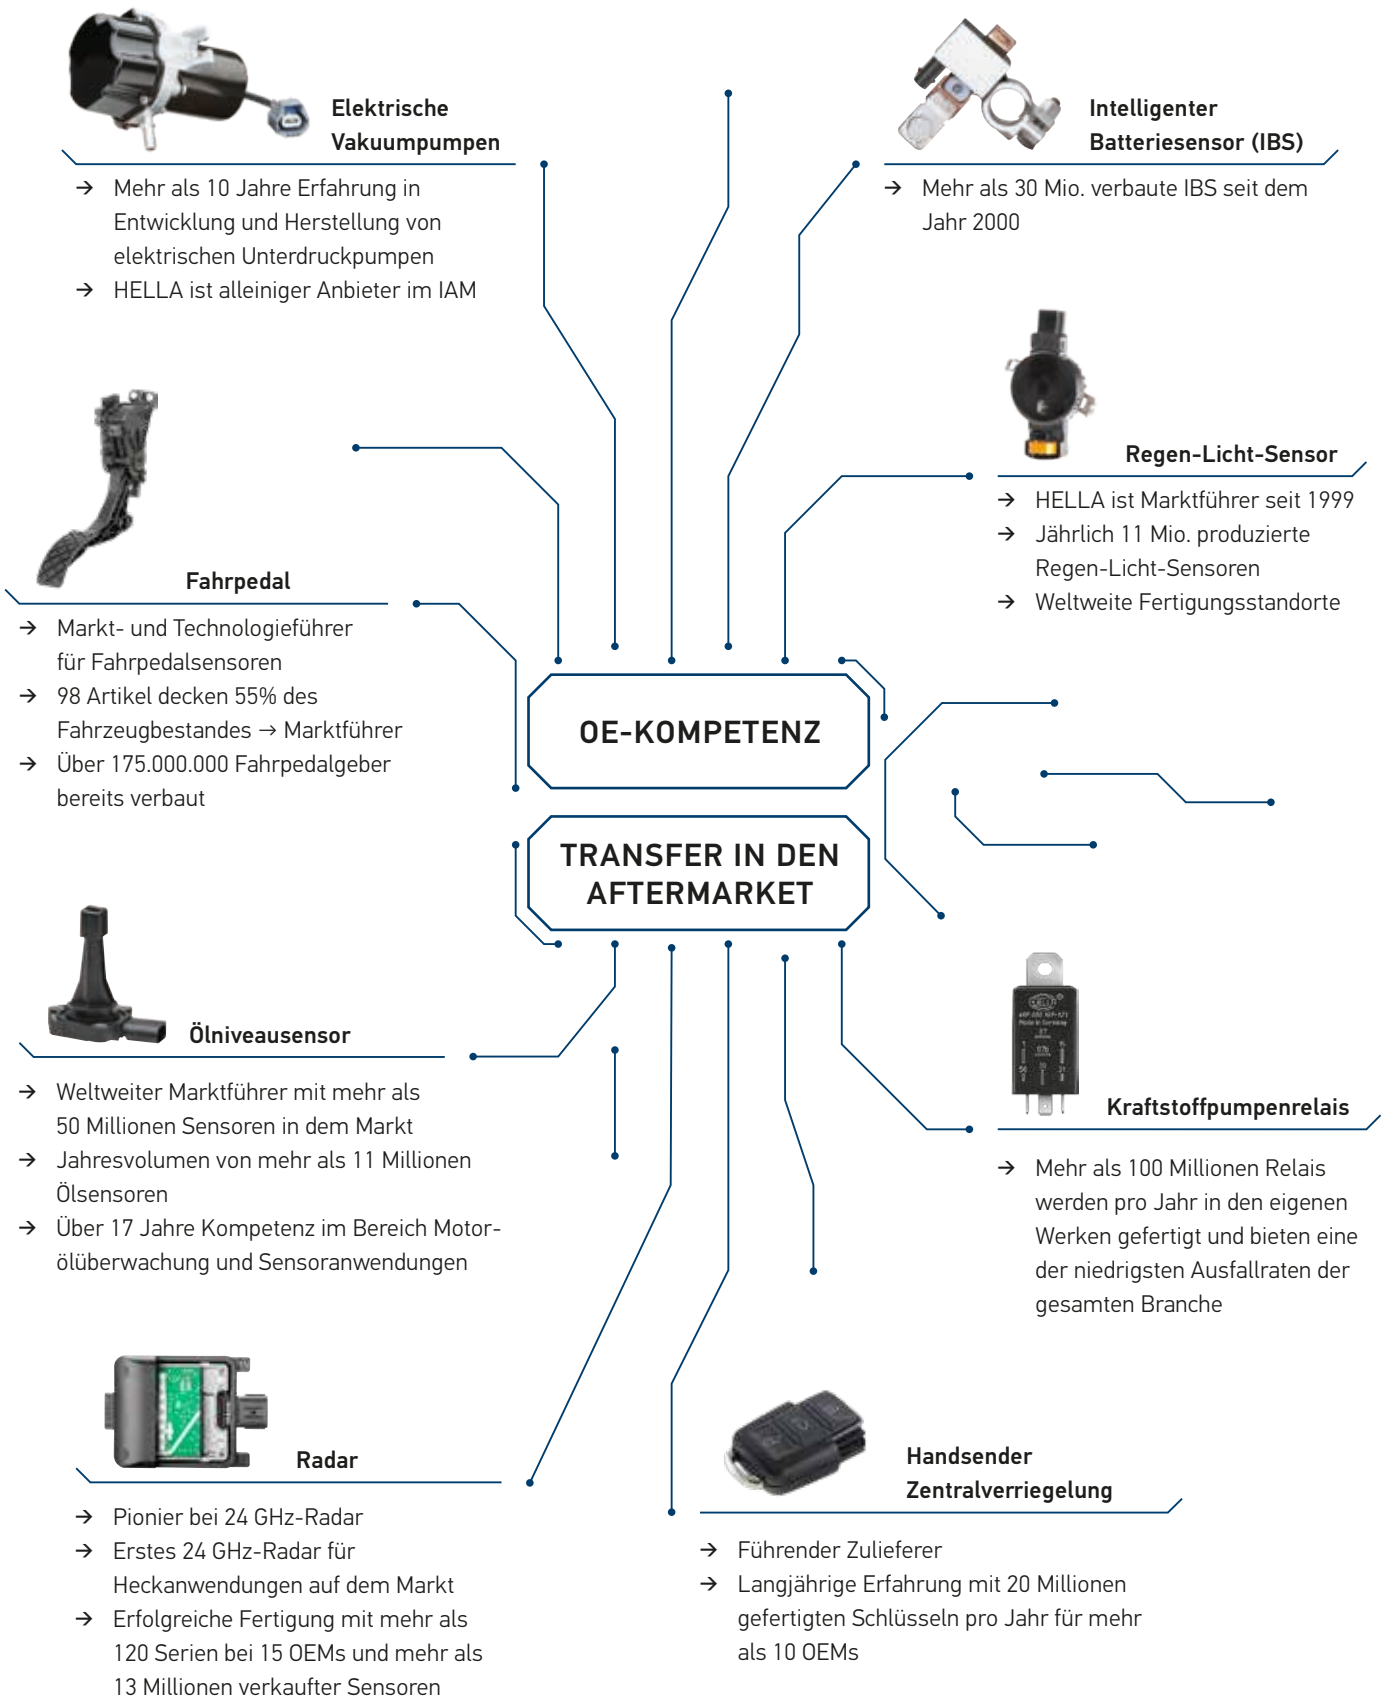 Elektrische
Vakuumpumpen
→ Mehr als 10 Jahre Erfahrung in
Entwicklung und Herstellung von
elektrischen Unterdruckpumpen
→ HELLA ist alleiniger Anbieter im IAM
Intelligenter
Batteriesensor (IBS)
→ Mehr als 30 Mio. verbaute IBS seit dem
Jahr 2000
Regen-Licht-Sensor
→ HELLA ist Marktführer seit 1999
→ Jährlich 11 Mio. produzierte
Regen-Licht-Sensoren
→ Weltweite Fertigungsstandorte
Fahrpedal
→ Markt- und Technologieführer
für Fahrpedalsensoren
→ 98 Artikel decken 55% des
Fahrzeugbestandes → Marktführer
→ Über 175.000.000 Fahrpedalgeber
bereits verbaut
OE-KOMPETENZ
TRANSFER IN DEN
AFTERMARKET
Ölniveausensor
→ Weltweiter Marktführer mit mehr als
50 Millionen Sensoren in dem Markt
→ Jahresvolumen von mehr als 11 Millionen
Ölsensoren
→ Über 17 Jahre Kompetenz im Bereich Motor-
ölüberwachung und Sensoranwendungen
HELLA
Made in Germany
Kraftstoffpumpenrelais
→ Mehr als 100 Millionen Relais
werden pro Jahr in den eigenen
Werken gefertigt und bieten eine
der niedrigsten Ausfallraten der
gesamten Branche
Radar
→ Pionier bei 24 GHz-Radar
→ Erstes 24 GHz-Radar für
Heckanwendungen auf dem Markt
→ Erfolgreiche Fertigung mit mehr als
120 Serien bei 15 OEMs und mehr als
13 Millionen verkaufter Sensoren
Handsender
Zentralverriegelung
→ Führender Zulieferer
→ Langjährige Erfahrung mit 20 Millionen
gefertigten Schlüsseln pro Jahr für mehr
als 10 OEMs